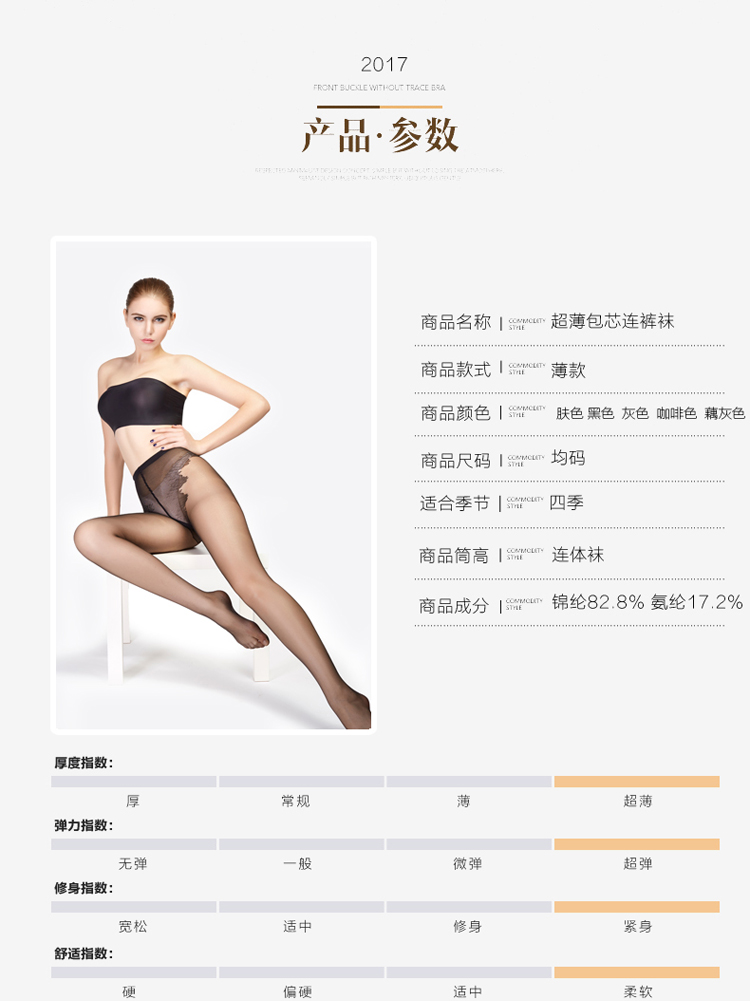 2017
FRONT BUCKLE WITHOUT TRACE BRA
产品·参数
商品名称 | COMMODITY STYLE 超薄包芯连裤袜
商品款式 | COMMODITY STYLE 薄款
商品颜色 | COMMODITY STYLE 肤色 黑色 灰色 咖啡色 藕灰色
商品尺码 | COMMODITY STYLE 均码
适合季节 | COMMODITY STYLE 四季
商品筒高 | COMMODITY STYLE 连体袜
商品成分 | COMMODITY STYLE 锦纶82.8% 氨纶17.2%
厚度指数：
厚 常规 薄 超薄
弹力指数：
无弹 一般 微弹 超弹
修身指数：
宽松 适中 修身 紧身
舒适指数：
硬 偏硬 适中 柔软